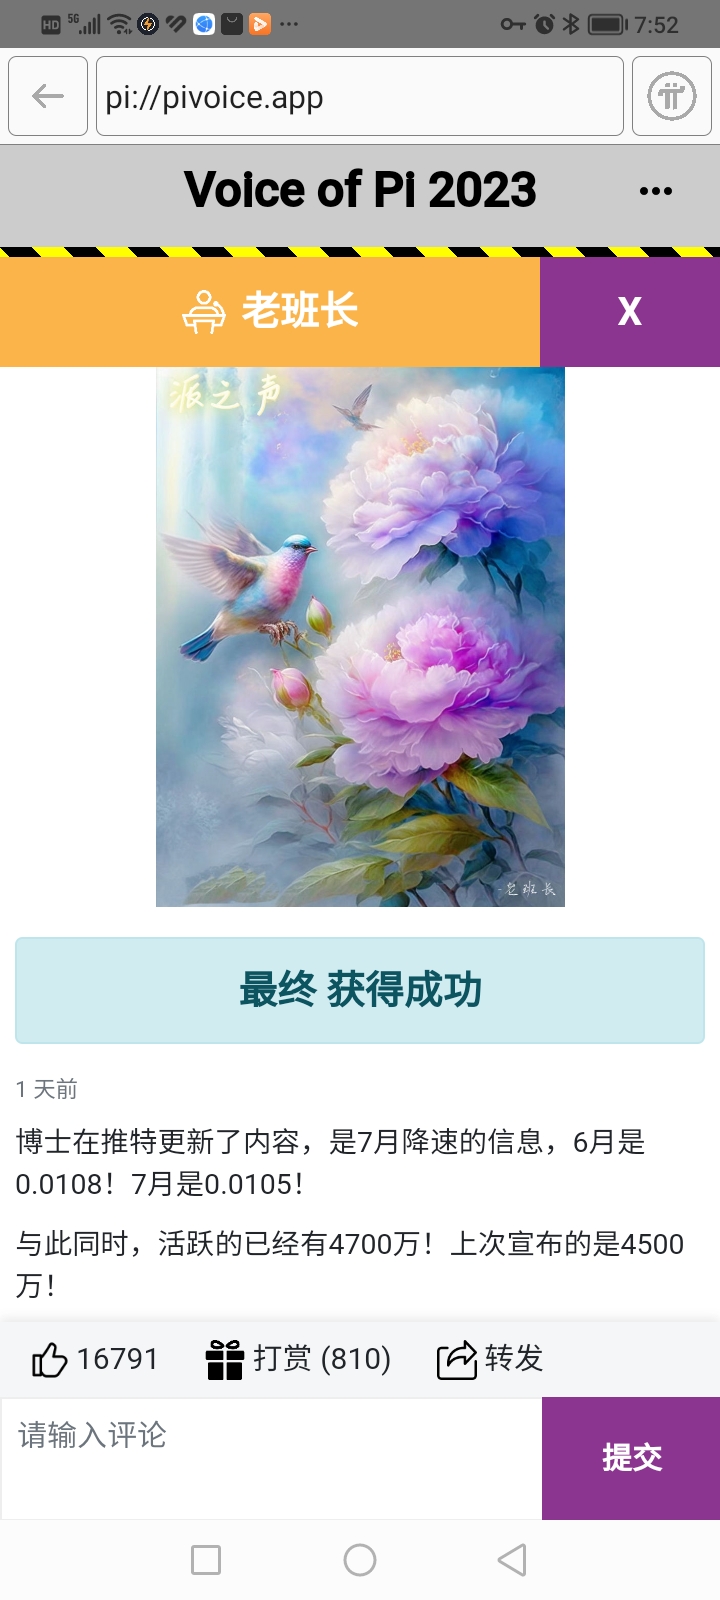 HD 5G 7:52
pi://pivoice.app
Voice of Pi 2023
老班长 X
派之声
-老班长
最终 获得成功
1 天前
博士在推特更新了内容，是7月降速的信息，6月是
0.0108！7月是0.0105！
与此同时，活跃的已经有4700万！上次宣布的是4500
万！
16791 打赏 (810) 转发
请输入评论
提交